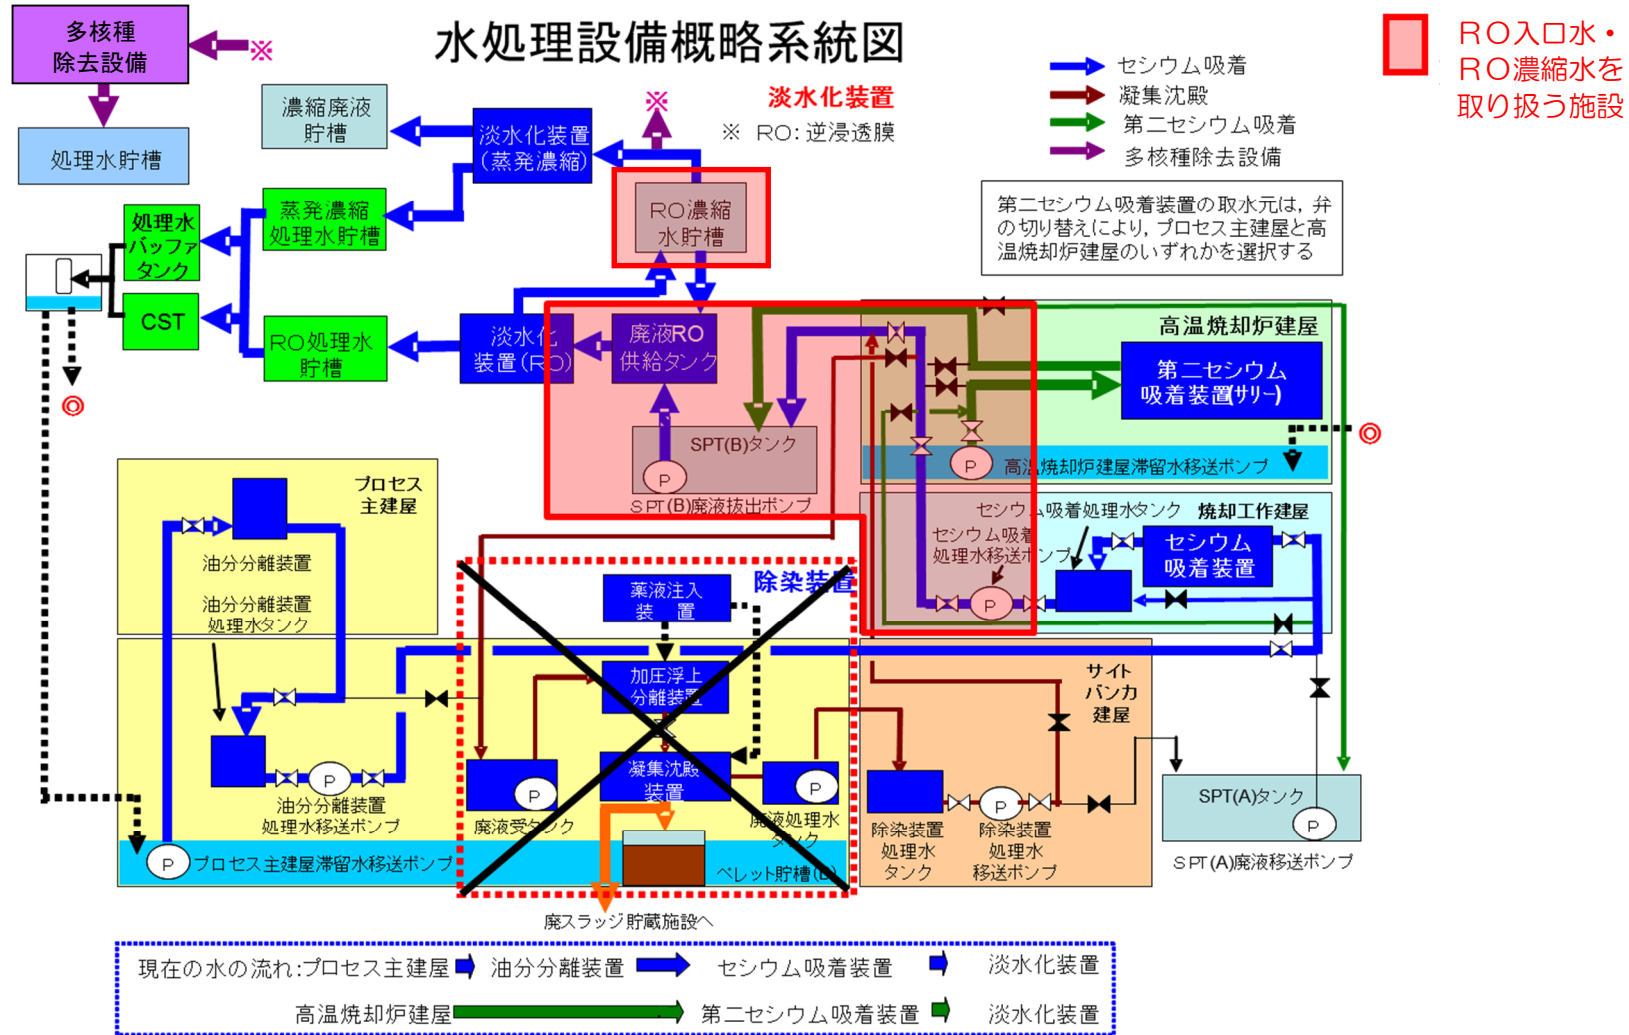 水処理設備概略系統図
多核種
除去設備
※
処理水貯槽
濃縮廃液
貯槽
淡水化装置
(蒸発濃縮)
※
淡水化装置
※ RO: 逆浸透膜
セシウム吸着
凝集沈殿
第二セシウム吸着
多核種除去設備
RO入口水・
RO濃縮水を
取り扱う施設
第二セシウム吸着装置の取水元は, 弁
の切り替えにより, プロセス主建屋と高
温焼却炉建屋のいずれかを選択する
処理水
バッファ
タンク
蒸発濃縮
処理水貯槽
RO濃縮
水貯槽
CST
RO処理水
貯槽
淡水化
装置(RO)
廃液RO
供給タンク
高温焼却炉建屋
第二セシウム
吸着装置(サリー)
◎
◎
SPT(B)タンク
P
SPT(B)廃液抜出ポンプ
P
高温焼却炉建屋滞留水移送ポンプ
プロセス
主建屋
油分分離装置
油分分離装置
処理水タンク
セシウム吸着処理水タンク
焼却工作建屋
セシウム吸着
処理水移送ポンプ
セシウム
吸着装置
P
除染装置
薬液注入
装 置
加圧浮上
分離装置
凝集沈殿
装置
P
油分分離装置
処理水移送ポンプ
P
廃液受タンク
P
廃液処理水
タンク
P
プロセス主建屋滞留水移送ポンプ
ペレット貯槽(D)
廃スラッジ貯蔵施設へ
サイト
バンカ
建屋
P
除染装置
処理水
タンク
除染装置
処理水
移送ポンプ
SPT(A)タンク
P
SPT(A)廃液移送ポンプ
現在の水の流れ:プロセス主建屋 油分分離装置 セシウム吸着装置 淡水化装置
高温焼却炉建屋 第二セシウム吸着装置 淡水化装置